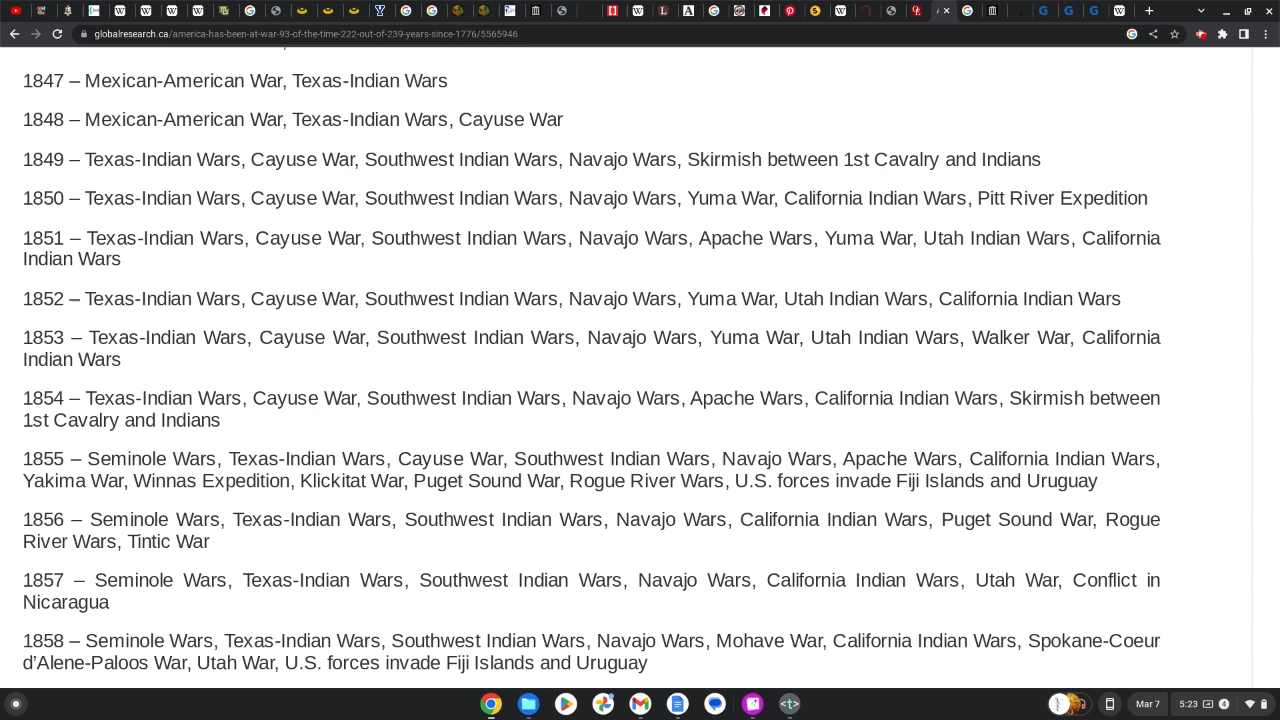 globalresearch.ca/america-has-been-at-war-93-of-the-time-222-out-of-239-years-since-1776/5565946
1847 – Mexican-American War, Texas-Indian Wars
1848 – Mexican-American War, Texas-Indian Wars, Cayuse War
1849 – Texas-Indian Wars, Cayuse War, Southwest Indian Wars, Navajo Wars, Skirmish between 1st Cavalry and Indians
1850 – Texas-Indian Wars, Cayuse War, Southwest Indian Wars, Navajo Wars, Yuma War, California Indian Wars, Pitt River Expedition
1851 – Texas-Indian Wars, Cayuse War, Southwest Indian Wars, Navajo Wars, Apache Wars, Yuma War, Utah Indian Wars, California
Indian Wars
1852 – Texas-Indian Wars, Cayuse War, Southwest Indian Wars, Navajo Wars, Yuma War, Utah Indian Wars, California Indian Wars
1853 – Texas-Indian Wars, Cayuse War, Southwest Indian Wars, Navajo Wars, Yuma War, Utah Indian Wars, Walker War, California
Indian Wars
1854 – Texas-Indian Wars, Cayuse War, Southwest Indian Wars, Navajo Wars, Apache Wars, California Indian Wars, Skirmish between
1st Cavalry and Indians
1855 – Seminole Wars, Texas-Indian Wars, Cayuse War, Southwest Indian Wars, Navajo Wars, Apache Wars, California Indian Wars,
Yakima War, Winnas Expedition, Klickitat War, Puget Sound War, Rogue River Wars, U.S. forces invade Fiji Islands and Uruguay
1856 – Seminole Wars, Texas-Indian Wars, Southwest Indian Wars, Navajo Wars, California Indian Wars, Puget Sound War, Rogue
River Wars, Tintic War
1857 – Seminole Wars, Texas-Indian Wars, Southwest Indian Wars, Navajo Wars, California Indian Wars, Utah War, Conflict in
Nicaragua
1858 – Seminole Wars, Texas-Indian Wars, Southwest Indian Wars, Navajo Wars, Mohave War, California Indian Wars, Spokane-Coeur
d'Alene-Paloos War, Utah War, U.S. forces invade Fiji Islands and Uruguay
Mar 7
5:23